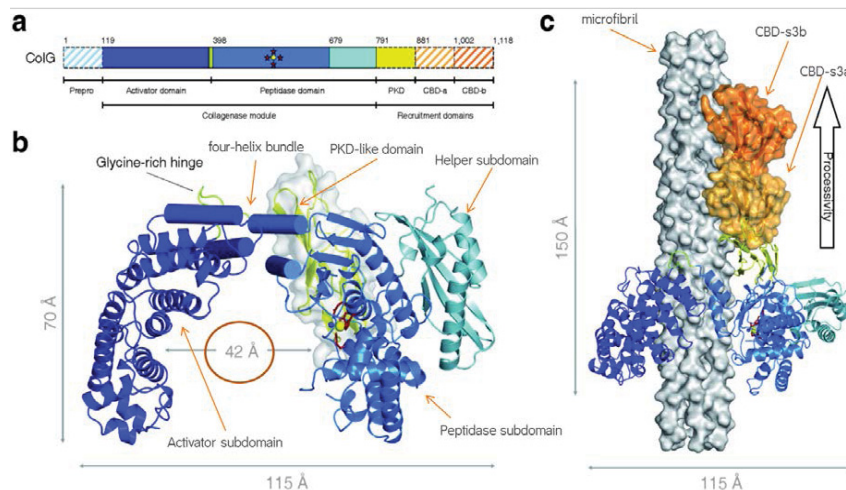 a
1 119 398 679 791 881 1,002 1,118
ColG
Prepro Activator domain Peptidase domain PKD CBD-a CBD-b
Collagenase module Recruitment domains
b
Glycine-rich hinge
four-helix bundle
PKD-like domain
Helper subdomain
70 Å
42 Å
Activator subdomain
Peptidase subdomain
115 Å
c
microfibril
CBD-s3b
CBD-s3a
Processivity
150 Å
115 Å